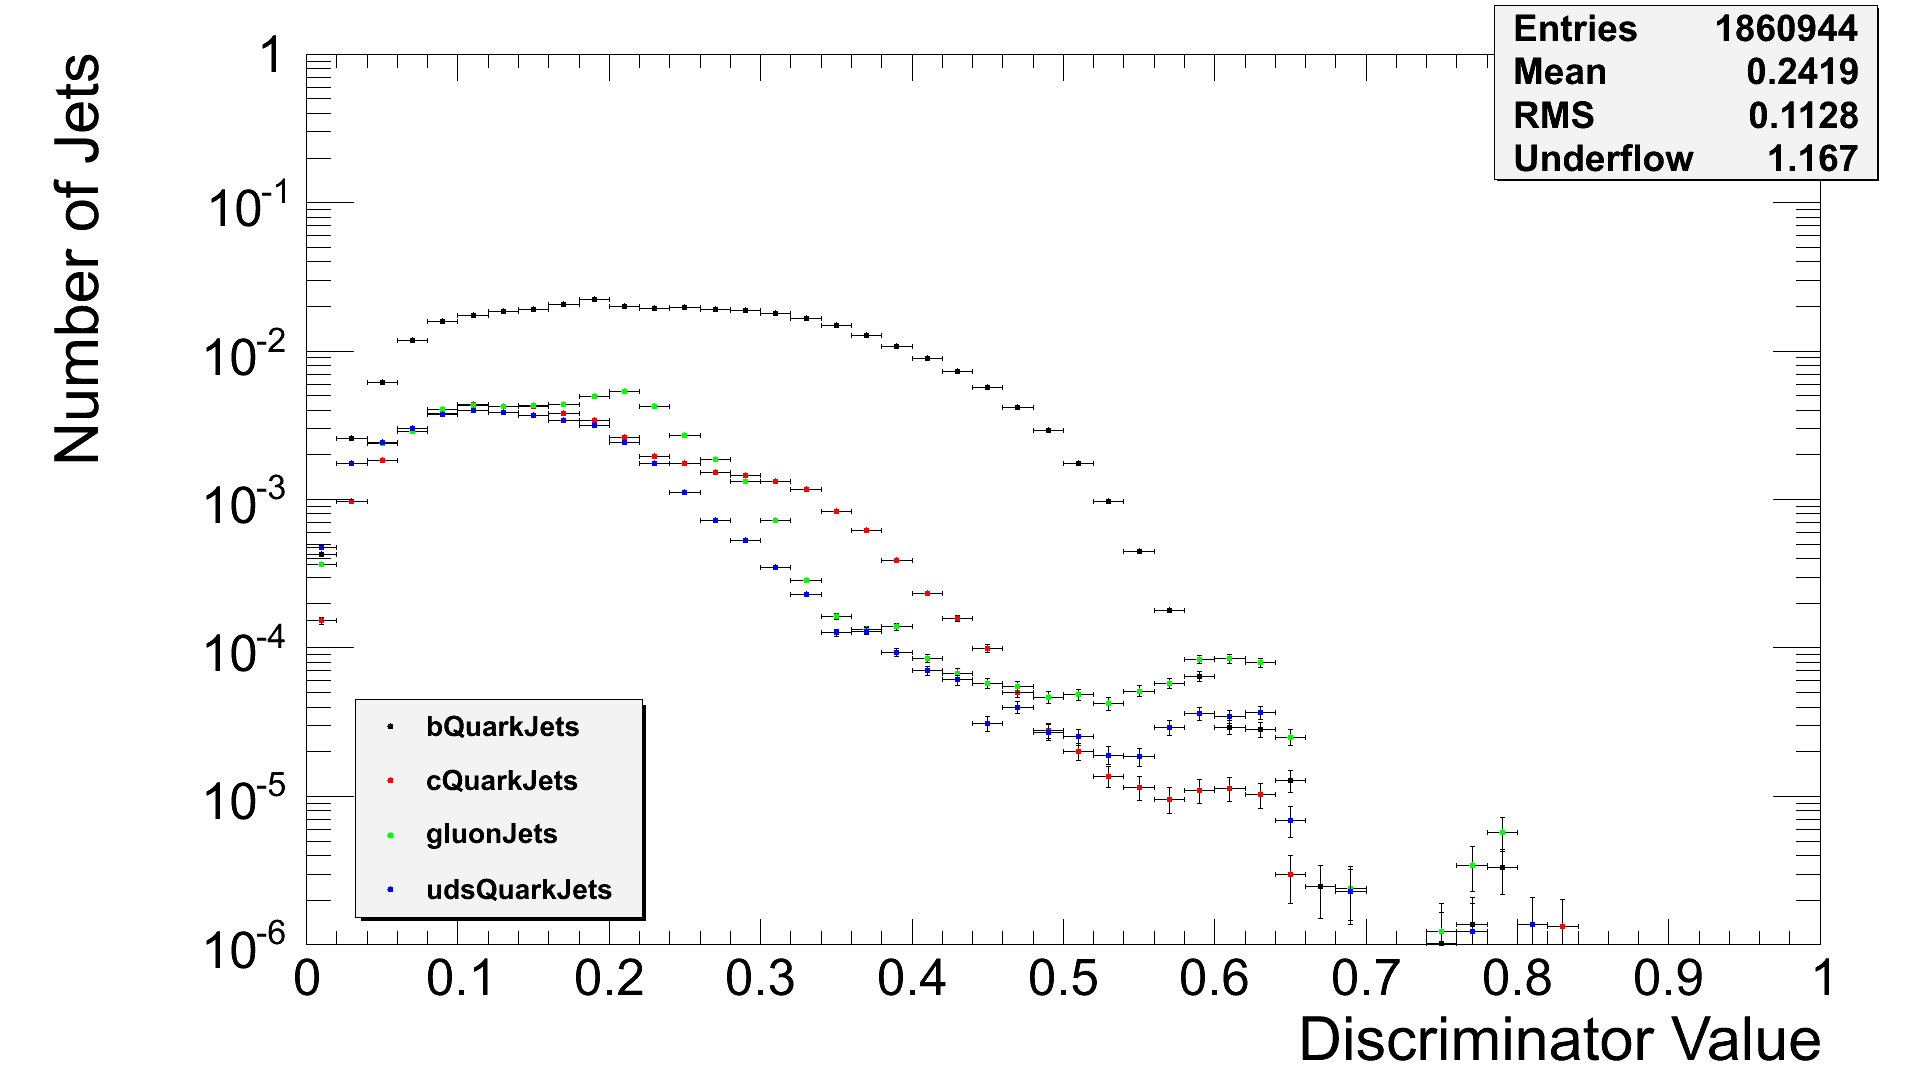 Number of Jets
Entries 1860944
Mean 0.2419
RMS 0.1128
Underflow 1.167
1
10^-1
10^-2
10^-3
10^-4
10^-5
10^-6
bQuarkJets
cQuarkJets
gluonJets
udsQuarkJets
0 0.1 0.2 0.3 0.4 0.5 0.6 0.7 0.8 0.9 1
Discriminator Value